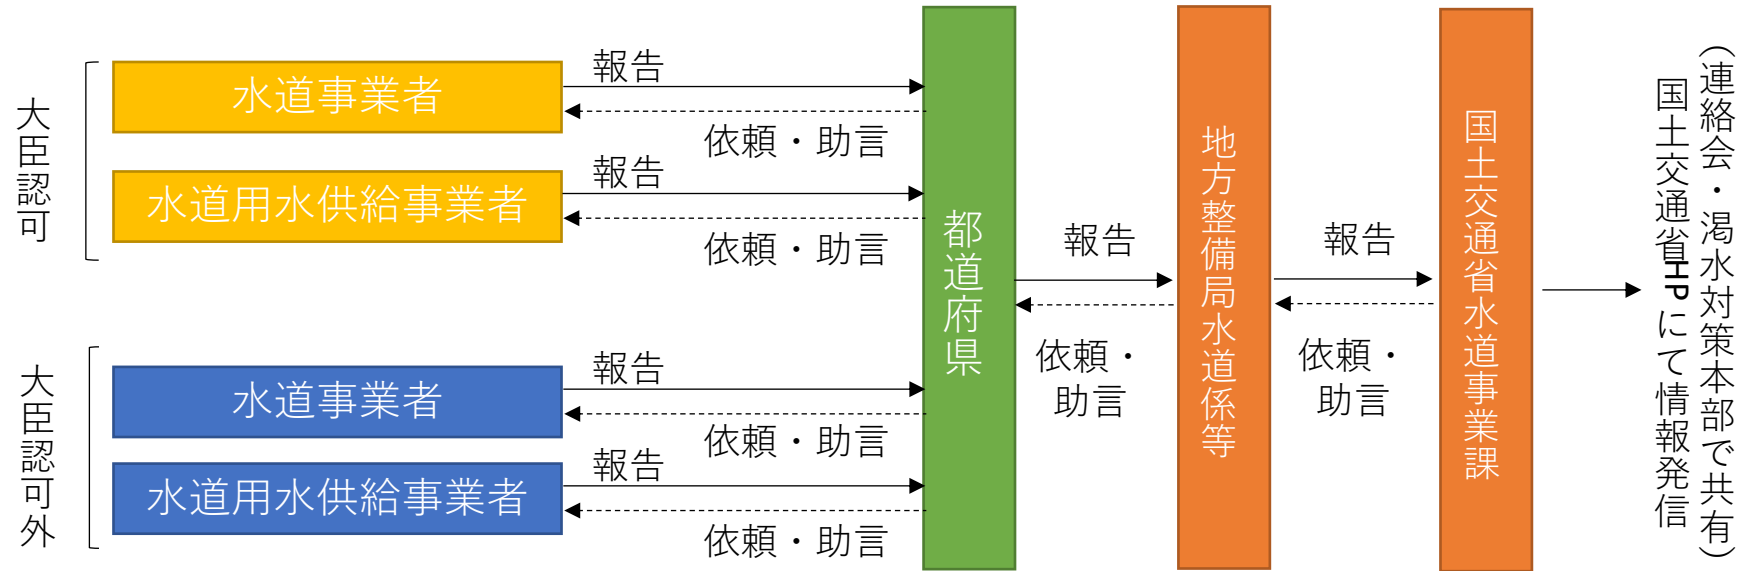 大臣認可
水道事業者
報告
依頼・助言
水道用水供給事業者
報告
依頼・助言
大臣認可外
水道事業者
報告
依頼・助言
水道用水供給事業者
報告
依頼・助言
都道府県
報告
依頼・
助言
地方整備局水道係等
報告
依頼・
助言
国土交通省水道事業課
国土交通省HPにて情報発信
(連絡会・渇水対策本部で共有)